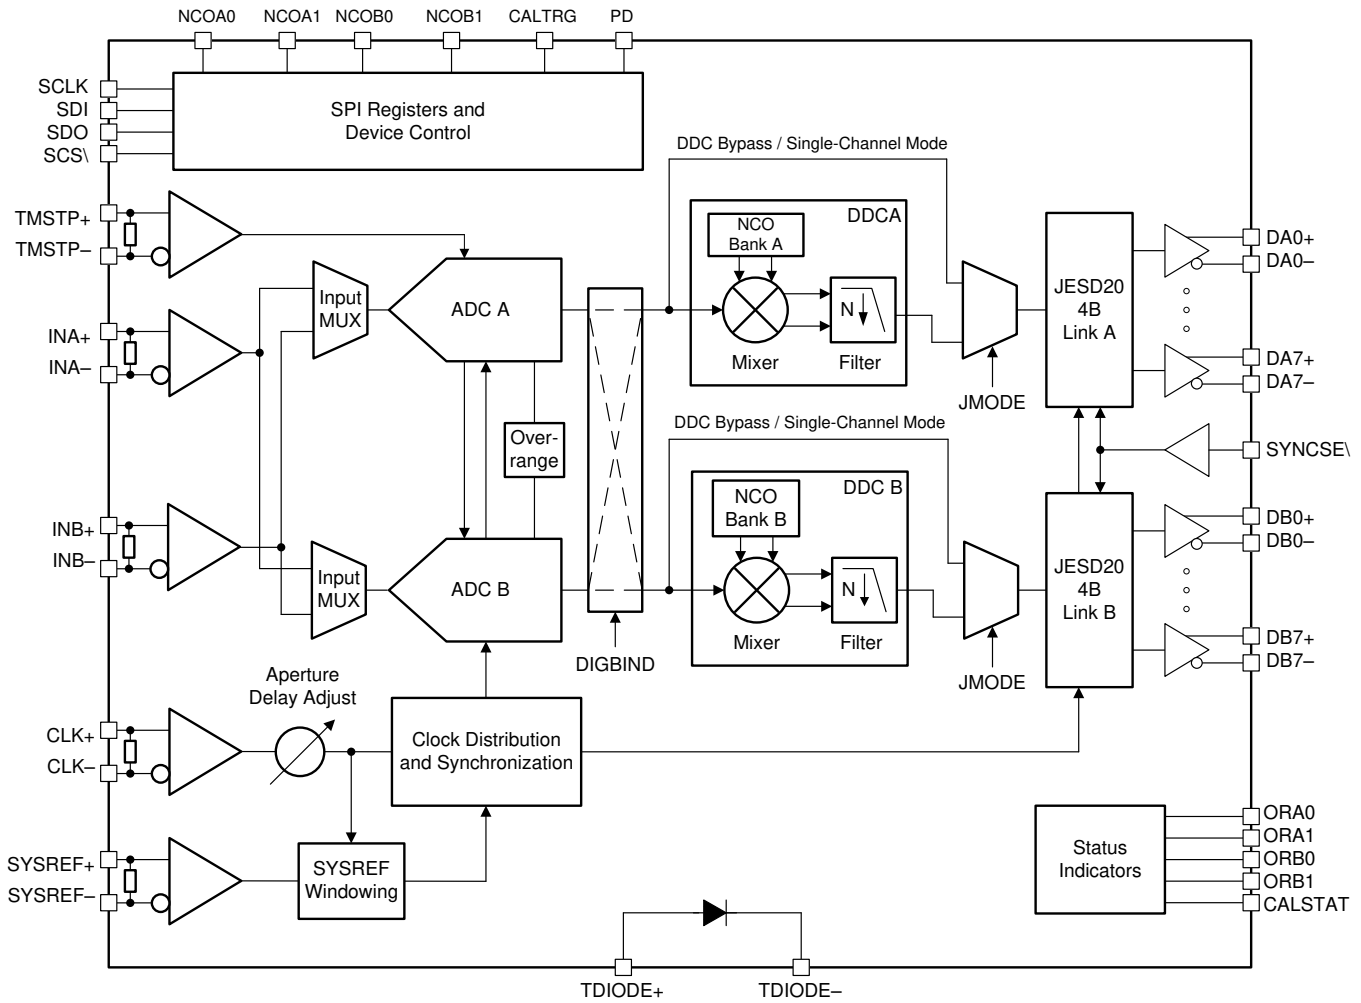 NCOA0 NCOA1 NCOB0 NCOB1 CALTRG PD
SCLK
SDI
SDO
SCS\
SPI Registers and
Device Control
TMSTP+
TMSTP–
INA+
INA–
Input
MUX
ADC A
Over-
range
INB+
INB–
Input
MUX
ADC B
DIGBIND
DDC Bypass / Single-Channel Mode
DDCA
NCO
Bank A
Mixer
N
Filter
JMODE
DDC Bypass / Single-Channel Mode
DDC B
NCO
Bank B
Mixer
N
Filter
JMODE
JESD20
4B
Link A
JESD20
4B
Link B
DA0+
DA0–
DA7+
DA7–
SYNCSE\
DB0+
DB0–
DB7+
DB7–
Aperture
Delay Adjust
CLK+
CLK–
Clock Distribution
and Synchronization
SYSREF+
SYSREF–
SYSREF
Windowing
Status
Indicators
ORA0
ORA1
ORB0
ORB1
CALSTAT
TDIODE+ TDIODE–